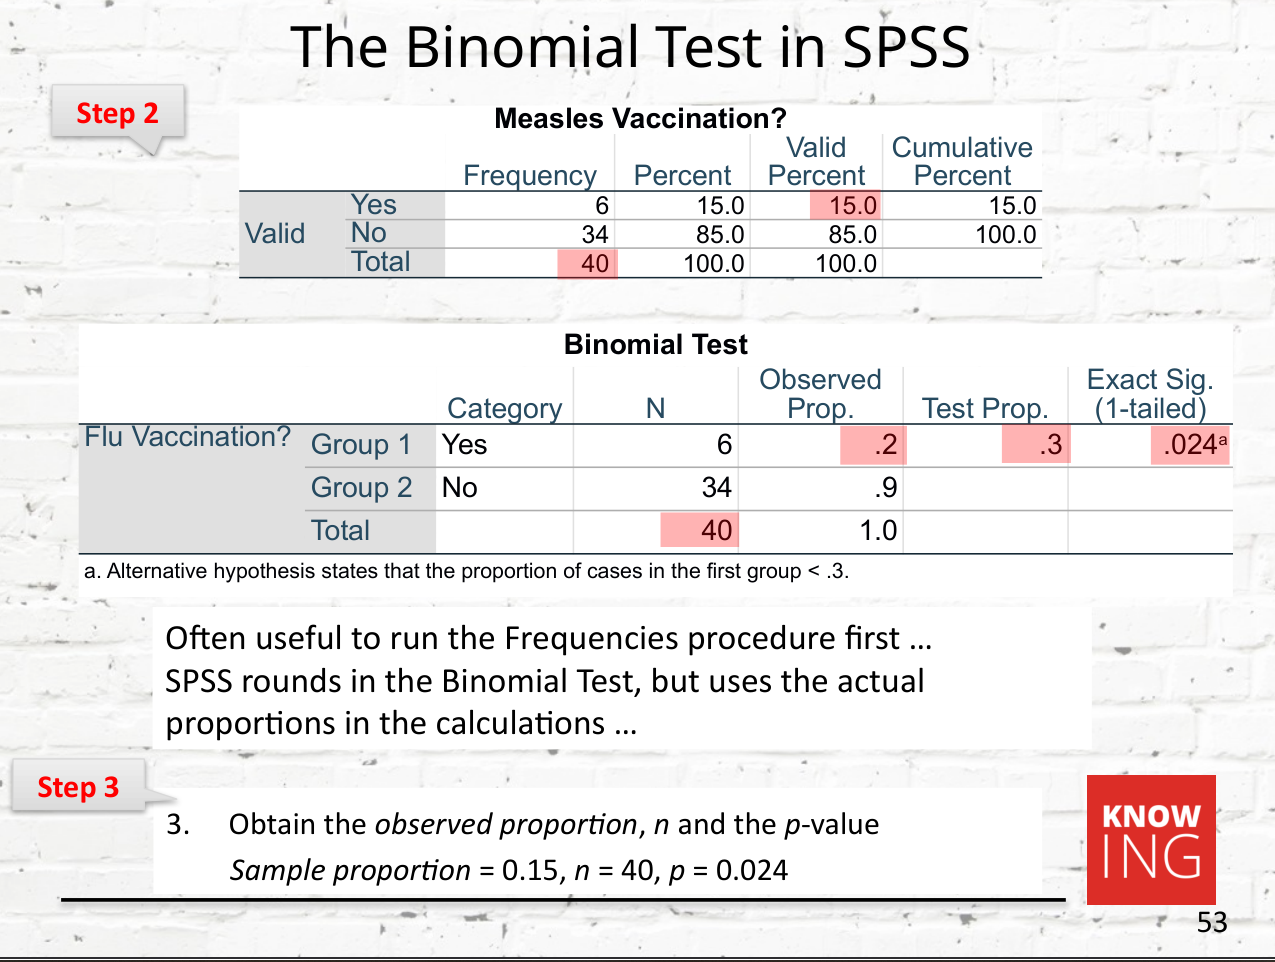 The Binomial Test in SPSS
Step 2
Measles Vaccination?
Frequency Percent Valid Percent Cumulative Percent
Valid Yes 6 15.0 15.0 15.0
No 34 85.0 85.0 100.0
Total 40 100.0 100.0
Binomial Test
Category N Observed Prop. Test Prop. Exact Sig. (1-tailed)
Flu Vaccination? Group 1 Yes 6 .2 .3 .024ᵃ
Group 2 No 34 .9
Total 40 1.0
a. Alternative hypothesis states that the proportion of cases in the first group < .3.
Often useful to run the Frequencies procedure first ...
SPSS rounds in the Binomial Test, but uses the actual
proportions in the calculations ...
Step 3
3. Obtain the observed proportion, n and the p-value
Sample proportion = 0.15, n = 40, p = 0.024
KNOW
ING
53